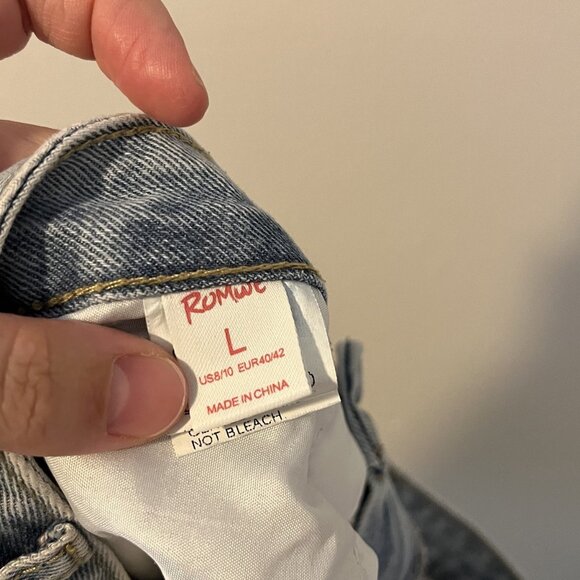 ROMWE
L
US8/10 EUR40/42
MADE IN CHINA
NOT BLEACH